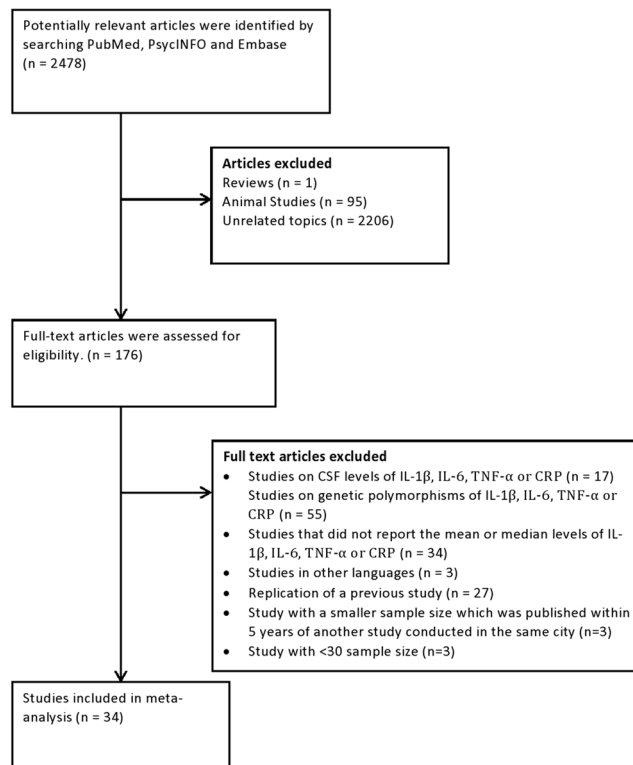 Potentially relevant articles were identified by
searching PubMed, PsycINFO and Embase
(n = 2478)
Articles excluded
Reviews (n = 1)
Animal Studies (n = 95)
Unrelated topics (n = 2206)
Full-text articles were assessed for
eligibility. (n = 176)
Full text articles excluded
• Studies on CSF levels of IL-1β, IL-6, TNF-α or CRP (n = 17)
Studies on genetic polymorphisms of IL-1β, IL-6, TNF-α or
CRP (n = 55)
• Studies that did not report the mean or median levels of IL-
1β, IL-6, TNF-α or CRP (n = 34)
• Studies in other languages (n = 3)
• Replication of a previous study (n = 27)
• Study with a smaller sample size which was published within
5 years of another study conducted in the same city (n=3)
• Study with <30 sample size (n=3)
Studies included in meta-
analysis (n = 34)